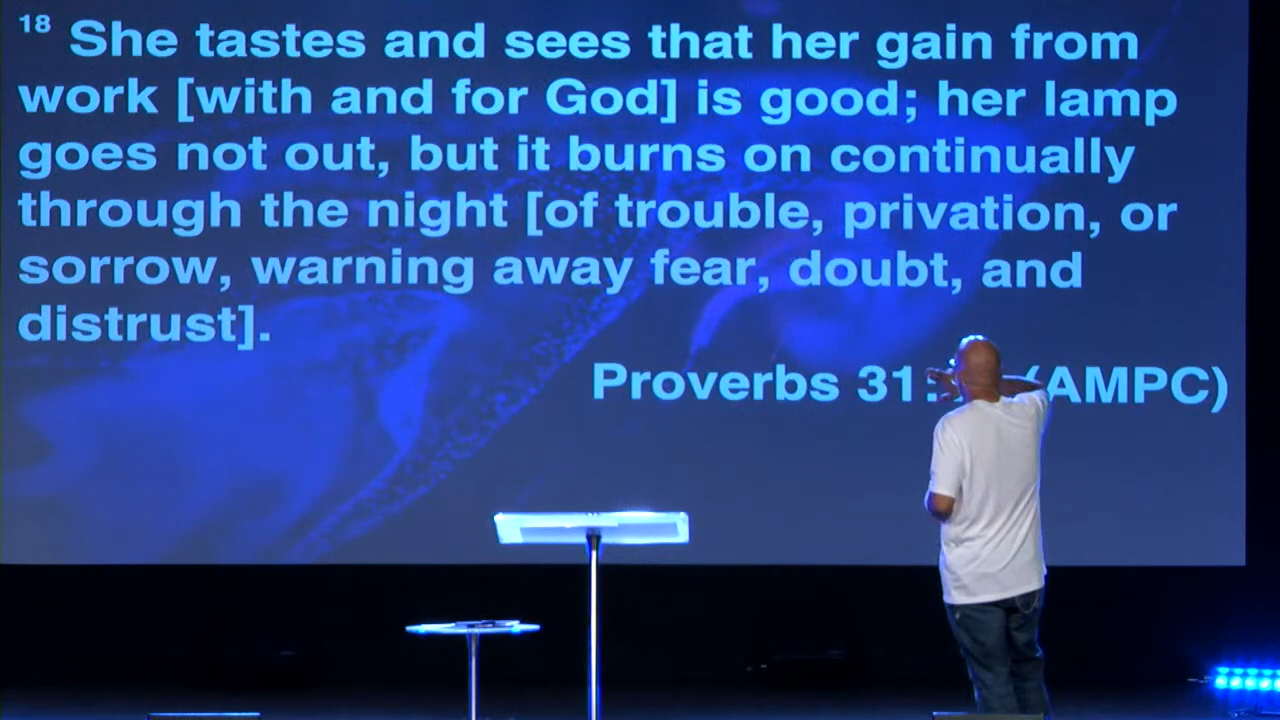 18 She tastes and sees that her gain from
work [with and for God] is good; her lamp
goes not out, but it burns on continually
through the night [of trouble, privation, or
sorrow, warning away fear, doubt, and
distrust].
Proverbs 31: (AMPC)